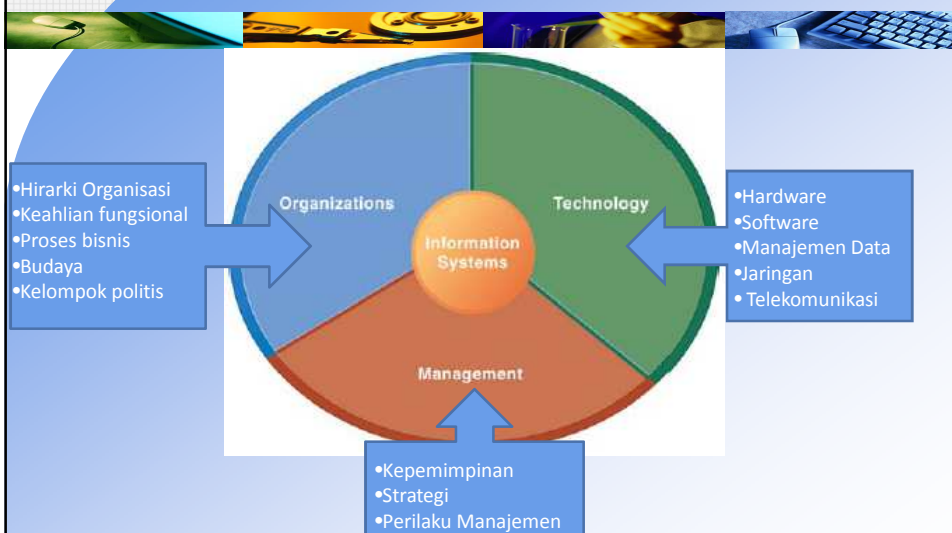 •Hirarki Organisasi
•Keahlian fungsional
•Proses bisnis
•Budaya
•Kelompok politis
Organizations
Technology
Information
Systems
Management
•Hardware
•Software
•Manajemen Data
•Jaringan
• Telekomunikasi
•Kepemimpinan
•Strategi
•Perilaku Manajemen